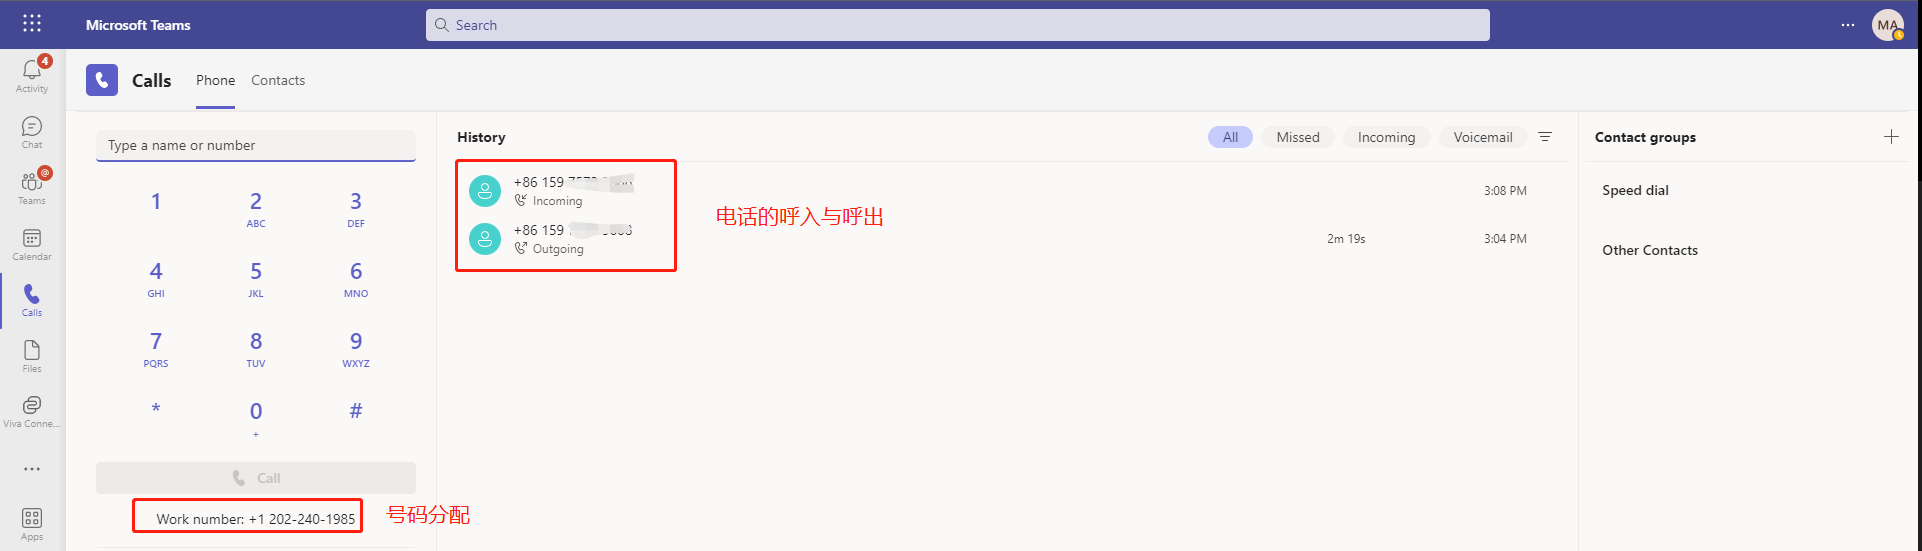 Microsoft Teams
Search
MA
4
Activity
Chat
@
Teams
Calendar
Calls
Files
Viva Conne...
Apps
Calls
Phone
Contacts
Type a name or number
1
2
3
ABC
DEF
4
5
6
GHI
JKL
MNO
7
8
9
PQRS
TUV
WXYZ
*
0
#
+
Call
Work number: +1 202-240-1985
号码分配
History
All
Missed
Incoming
Voicemail
+86 159
Incoming
3:08 PM
+86 159
Outgoing
2m 19s
3:04 PM
电话的呼入与呼出
Contact groups
Speed dial
Other Contacts